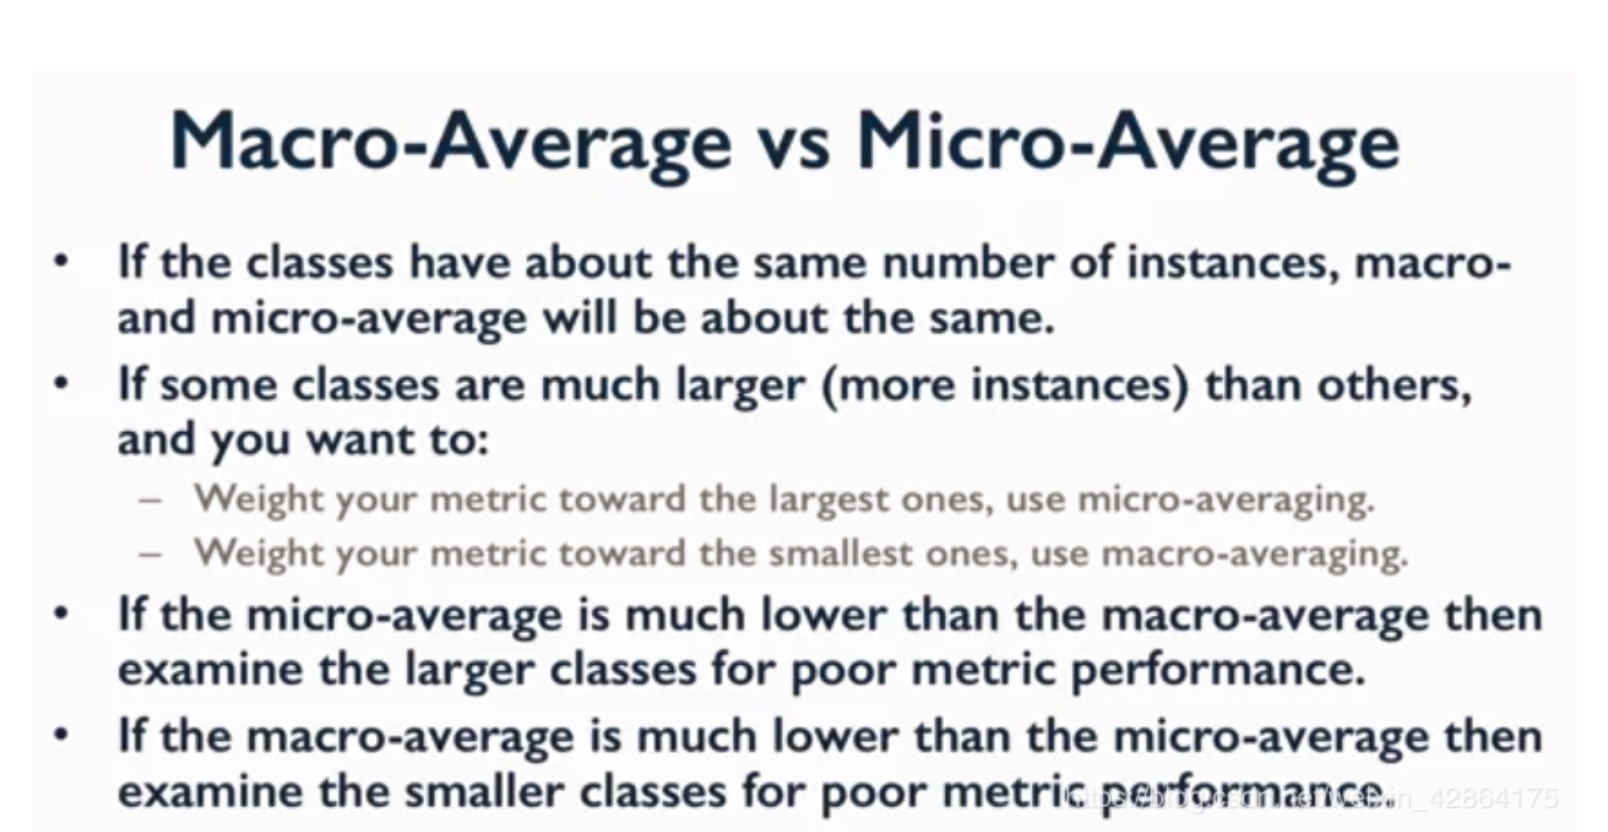 Macro-Average vs Micro-Average
• If the classes have about the same number of instances, macro-
and micro-average will be about the same.
• If some classes are much larger (more instances) than others,
and you want to:
– Weight your metric toward the largest ones, use micro-averaging.
– Weight your metric toward the smallest ones, use macro-averaging.
• If the micro-average is much lower than the macro-average then
examine the larger classes for poor metric performance.
• If the macro-average is much lower than the micro-average then
examine the smaller classes for poor metric performance.
https://blog.csdn.net/weixin_42864175